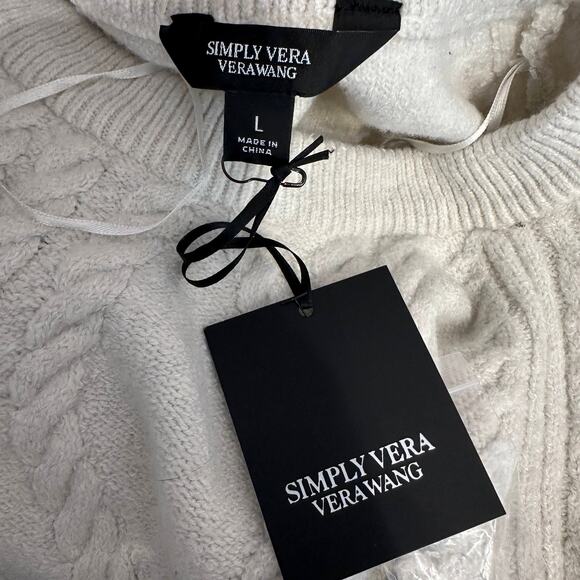 SIMPLY VERA
VERAWANG
L
MADE IN
CHINA
SIMPLY VERA
VERAWANG